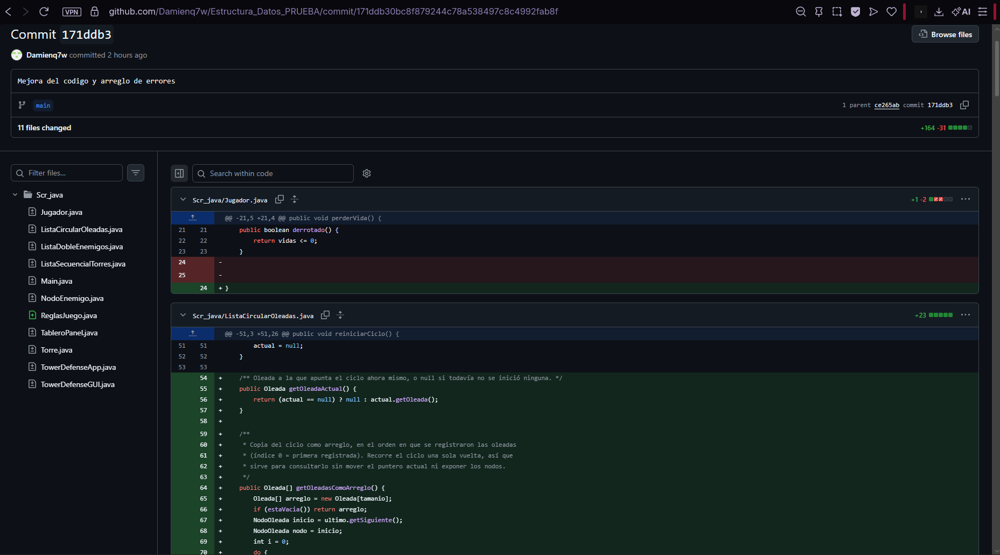 VPN
github.com/Damienq7w/Estructura_Datos_PRUEBA/commit/171ddb30bc8f879244c78a538497c8c4992fab8f
AI
Commit 171ddb3
Browse files
Damienq7w committed 2 hours ago
Mejora del codigo y arreglo de errores
main
1 parent ce265ab commit 171ddb3
11 files changed
+164 -31
Filter files...
Scr_java
Jugador.java
ListaCircularOleadas.java
ListaDobleEnemigos.java
ListaSecuencialTorres.java
Main.java
NodoEnemigo.java
ReglasJuego.java
TableroPanel.java
Torre.java
TowerDefenseApp.java
TowerDefenseGUI.java
Search within code
Scr_java/Jugador.java
+1 -2
@@ -21,5 +21,4 @@ public void perderVida() {
21 21 public boolean derrotado() {
22 22 return vidas <= 0;
23 23 }
24 -
25 -
24 + }
Scr_java/ListaCircularOleadas.java
+23
@@ -51,3 +51,26 @@ public void reiniciarCiclo() {
51 51 actual = null;
52 52 }
53 53
54 + /** Oleada a la que apunta el ciclo ahora mismo, o null si todavía no se inició ninguna. */
55 + public Oleada getOleadaActual() {
56 + return (actual == null) ? null : actual.getOleada();
57 + }
58 +
59 + /**
60 + * Copia del ciclo como arreglo, en el orden en que se registraron las oleadas
61 + * (índice 0 = primera registrada). Recorre el ciclo una sola vuelta, así que
62 + * sirve para consultarlo sin mover el puntero actual ni exponer los nodos.
63 + */
64 + public Oleada[] getOleadasComoArreglo() {
65 + Oleada[] arreglo = new Oleada[tamanio];
66 + if (estaVacia()) return arreglo;
67 + NodoOleada inicio = ultimo.getSiguiente();
68 + NodoOleada nodo = inicio;
69 + int i = 0;
70 + do {